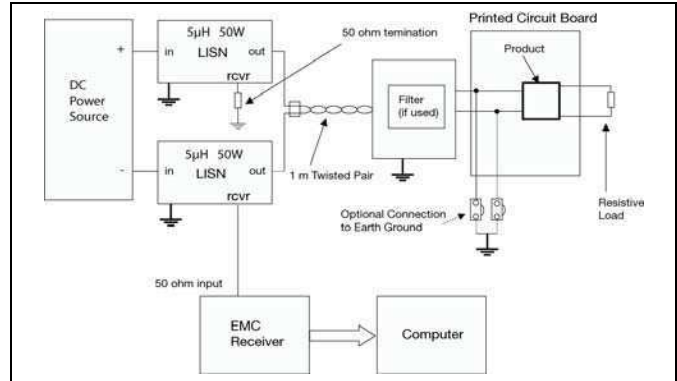 Printed Circuit Board
5µH 50W
in
out
LISN
rcvr
+
50 ohm temination
Product
DC
Power
Source
Filter
(if used)
5µH 50W
-
in
out
LISN
rcvr
1 m Twisted Pair
Optional Connection
to Earth Ground
Resistive
Load
50 ohm input
EMC
Receiver
Computer